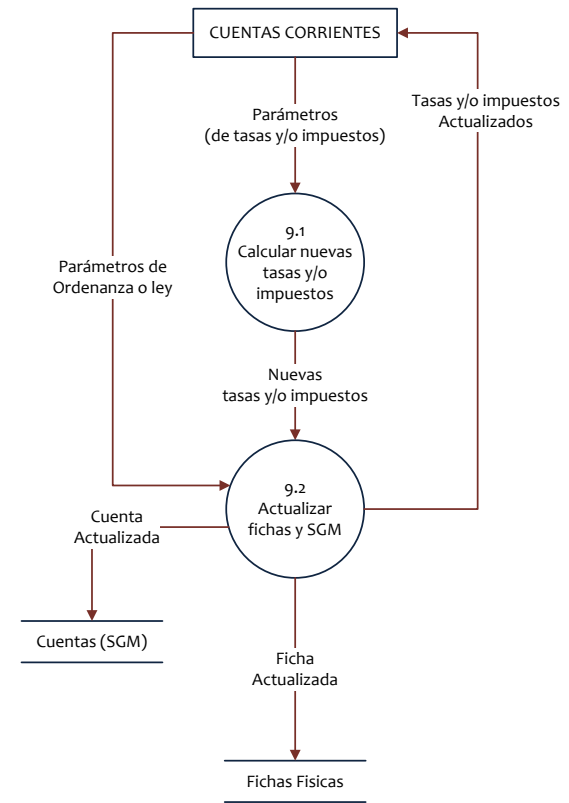 CUENTAS CORRIENTES
Tasas y/o impuestos
Actualizados
Parámetros
(de tasas y/o impuestos)
9.1
Calcular nuevas
tasas y/o
impuestos
Parámetros de
Ordenanza o ley
Nuevas
tasas y/o impuestos
9.2
Actualizar
fichas y SGM
Cuenta
Actualizada
Cuentas (SGM)
Ficha
Actualizada
Fichas Fisicas